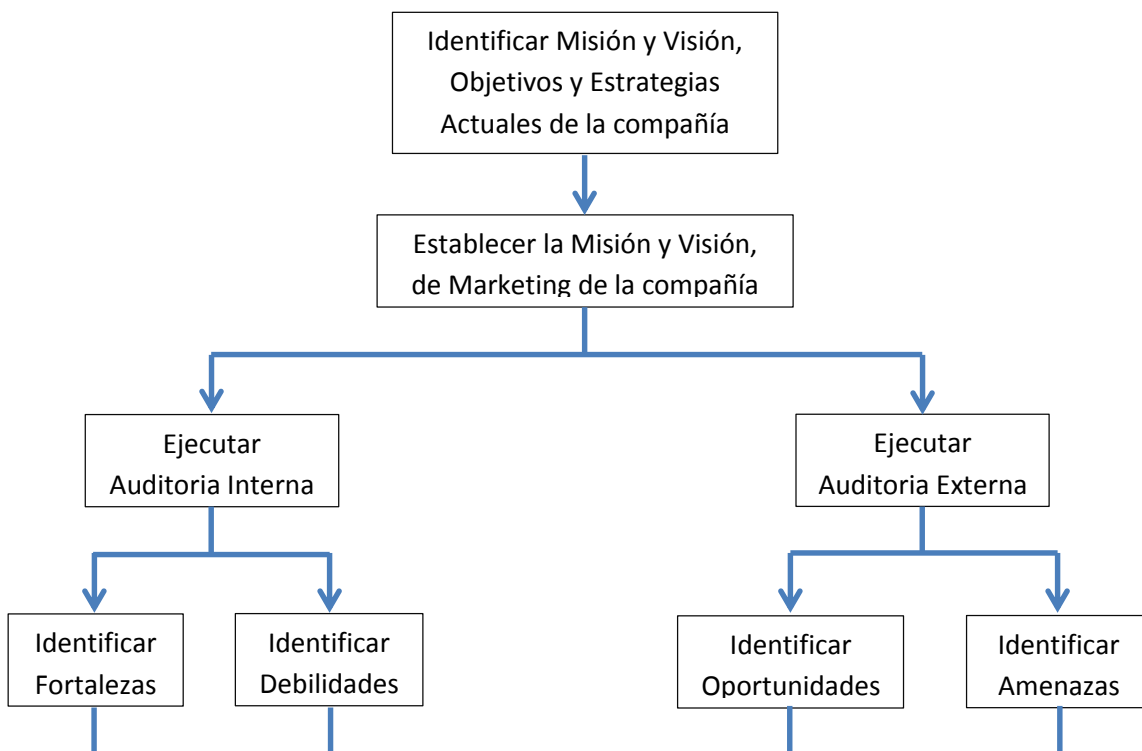 Identificar Misión y Visión,
Objetivos y Estrategias
Actuales de la compañía
Establecer la Misión y Visión,
de Marketing de la compañía
Ejecutar
Auditoria Interna
Ejecutar
Auditoria Externa
Identificar
Fortalezas
Identificar
Debilidades
Identificar
Oportunidades
Identificar
Amenazas